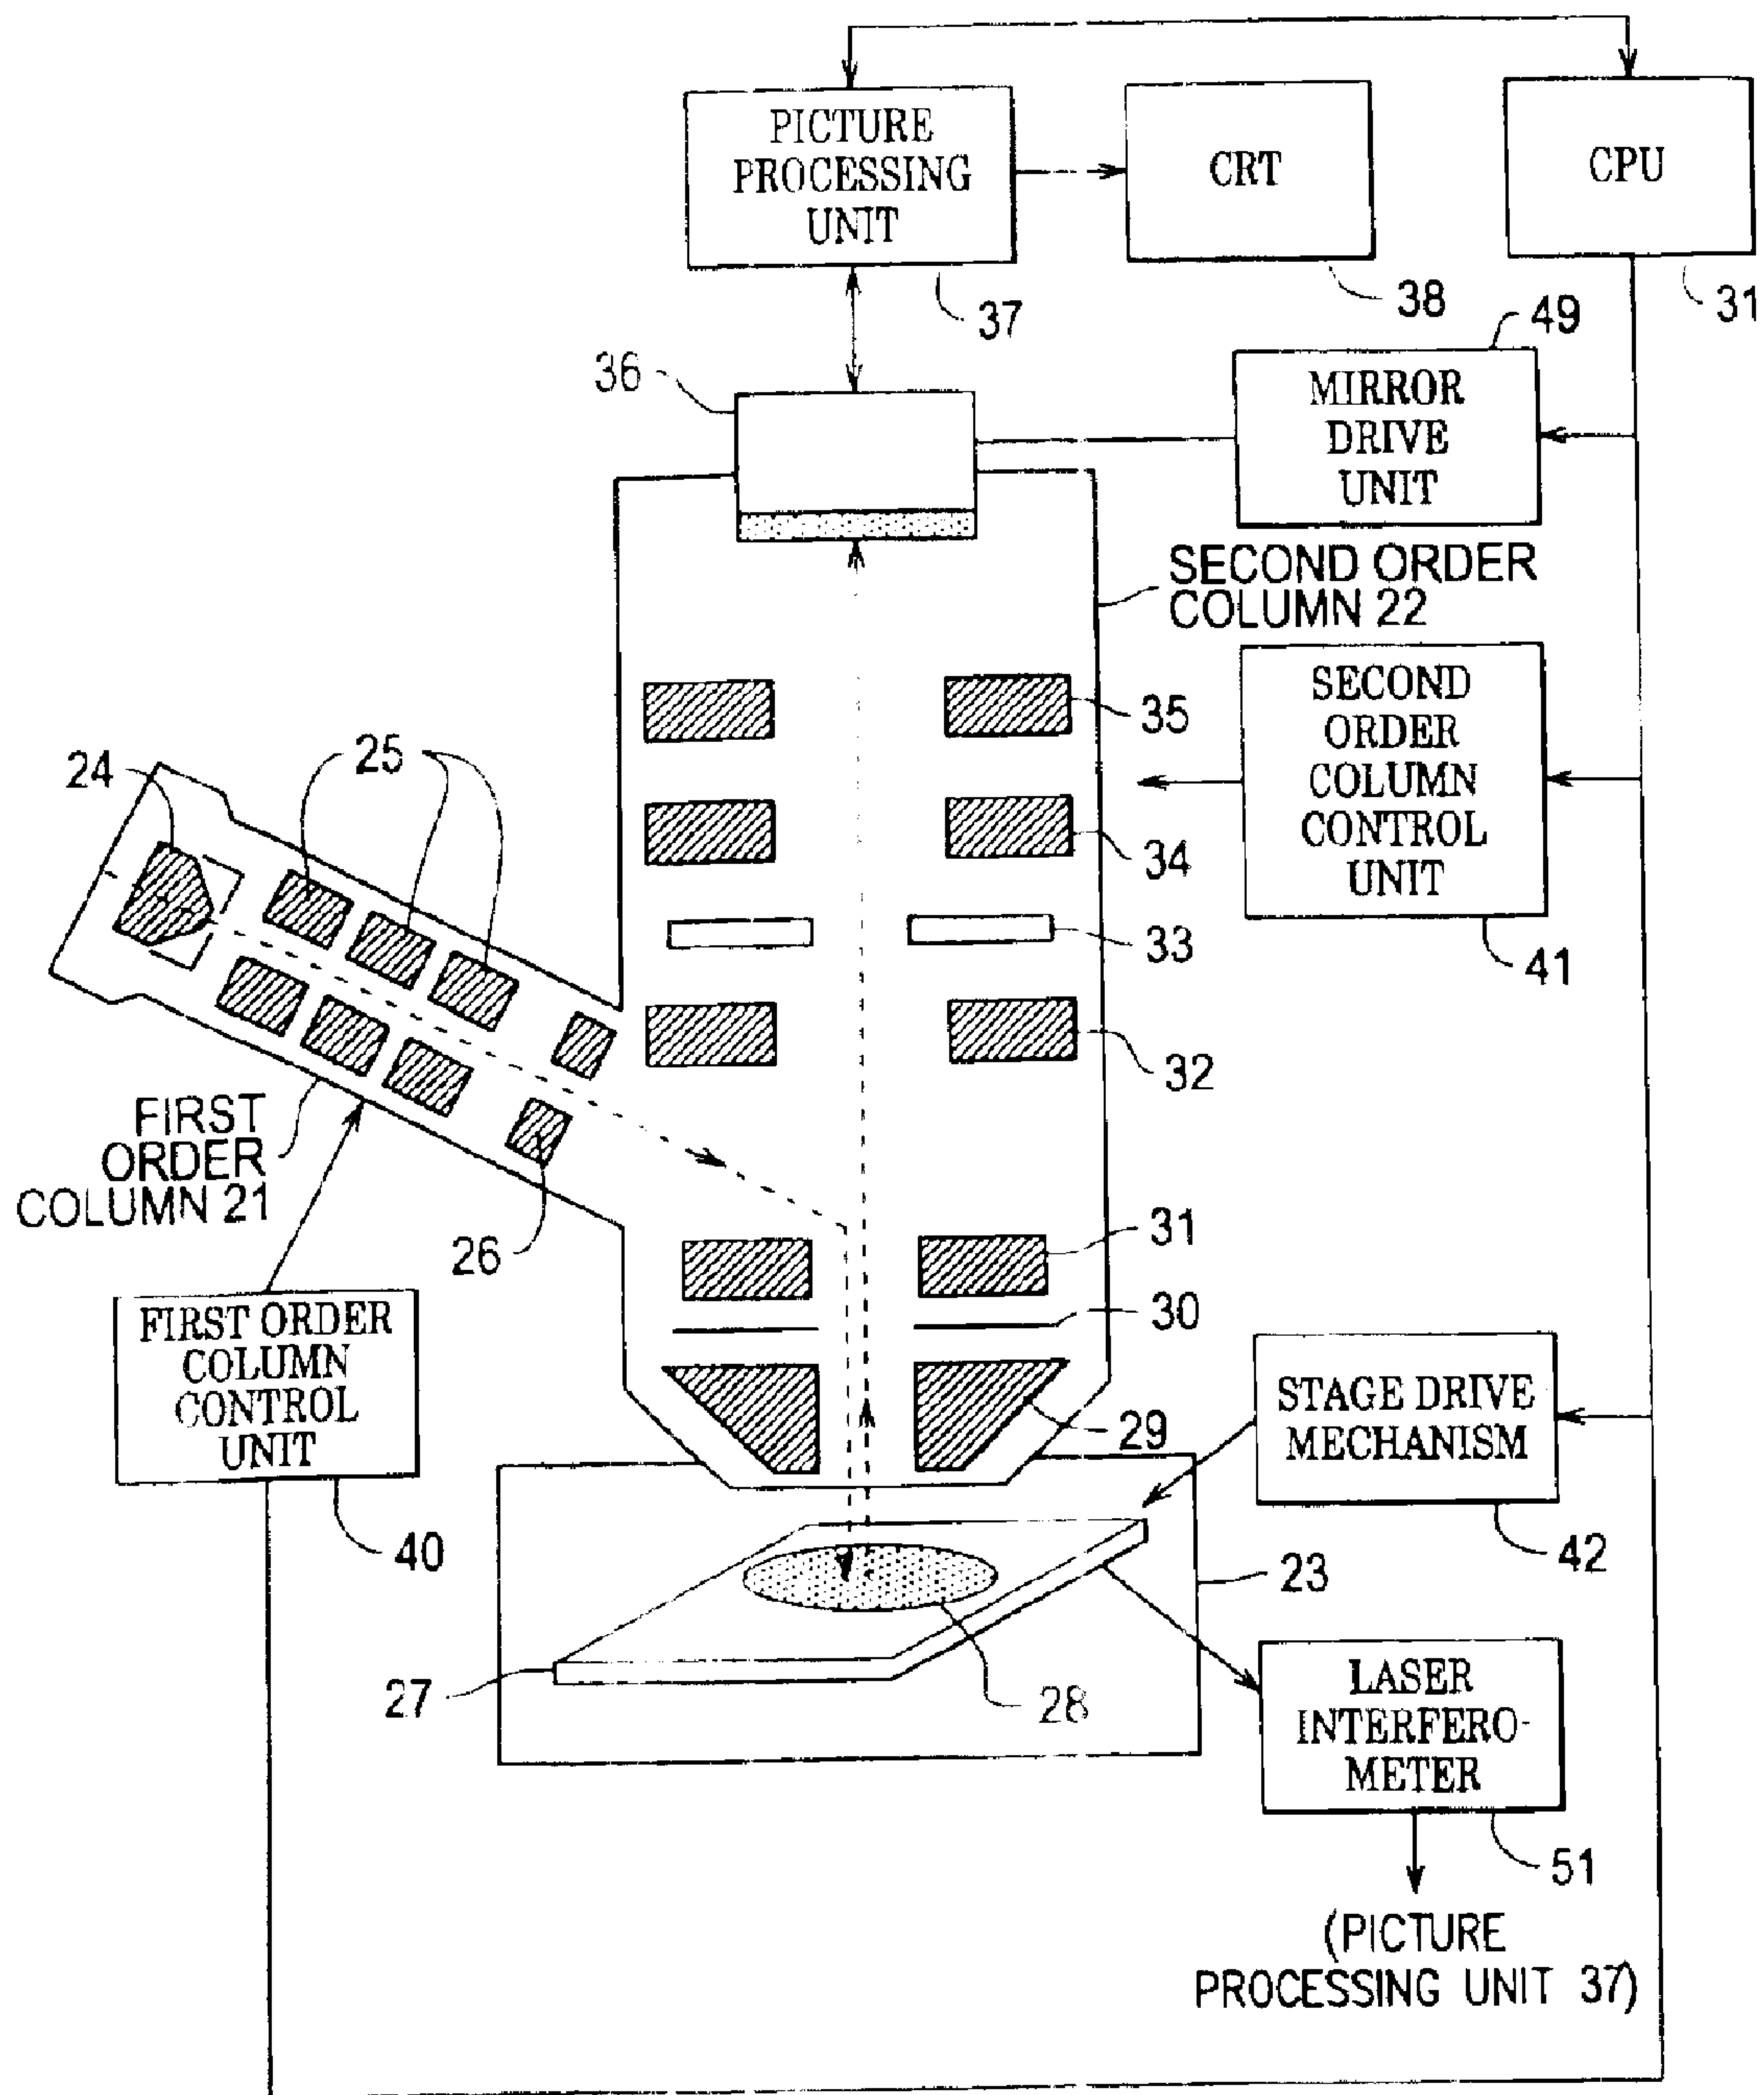 PICTURE
PROCESSING
UNIT
CRT
CPU
37
38
31
49
36
MIRROR
DRIVE
UNIT
SECOND ORDER
COLUMN 22
SECOND
ORDER
COLUMN
CONTROL
UNIT
35
25
24
34
33
41
32
FIRST
ORDER
COLUMN 21
26
31
30
FIRST ORDER
COLUMN
CONTROL
UNIT
STAGE DRIVE
MECHANISM
29
40
42
23
27
28
LASER
INTERFERO-
METER
51
(PICTURE
PROCESSING UNIT 37)